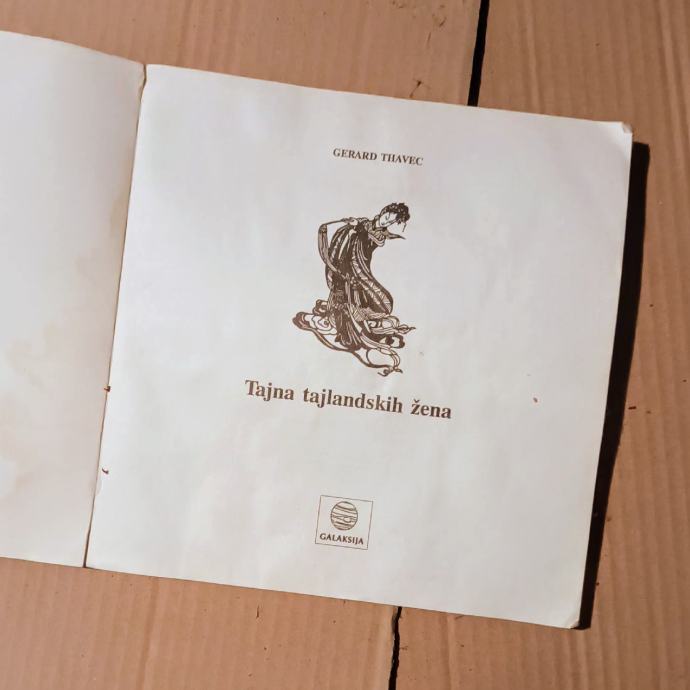 GERARD THAVEC
Tajna tajlandskih žena
GALAKSIJA